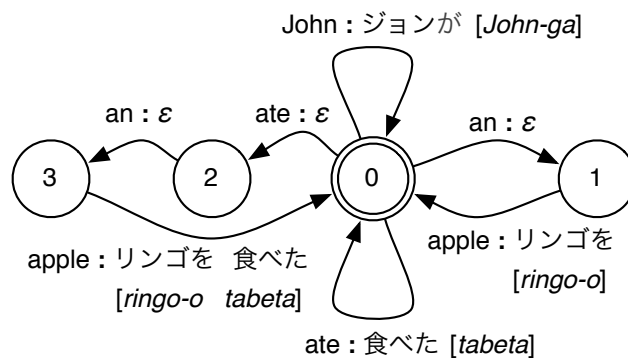 John : ジョンが [John-ga]
an : ε
ate : ε
an : ε
3
2
0
1
apple : リンゴを 食べた
[ringo-o tabeta]
apple : リンゴを
[ringo-o]
ate : 食べた [tabeta]